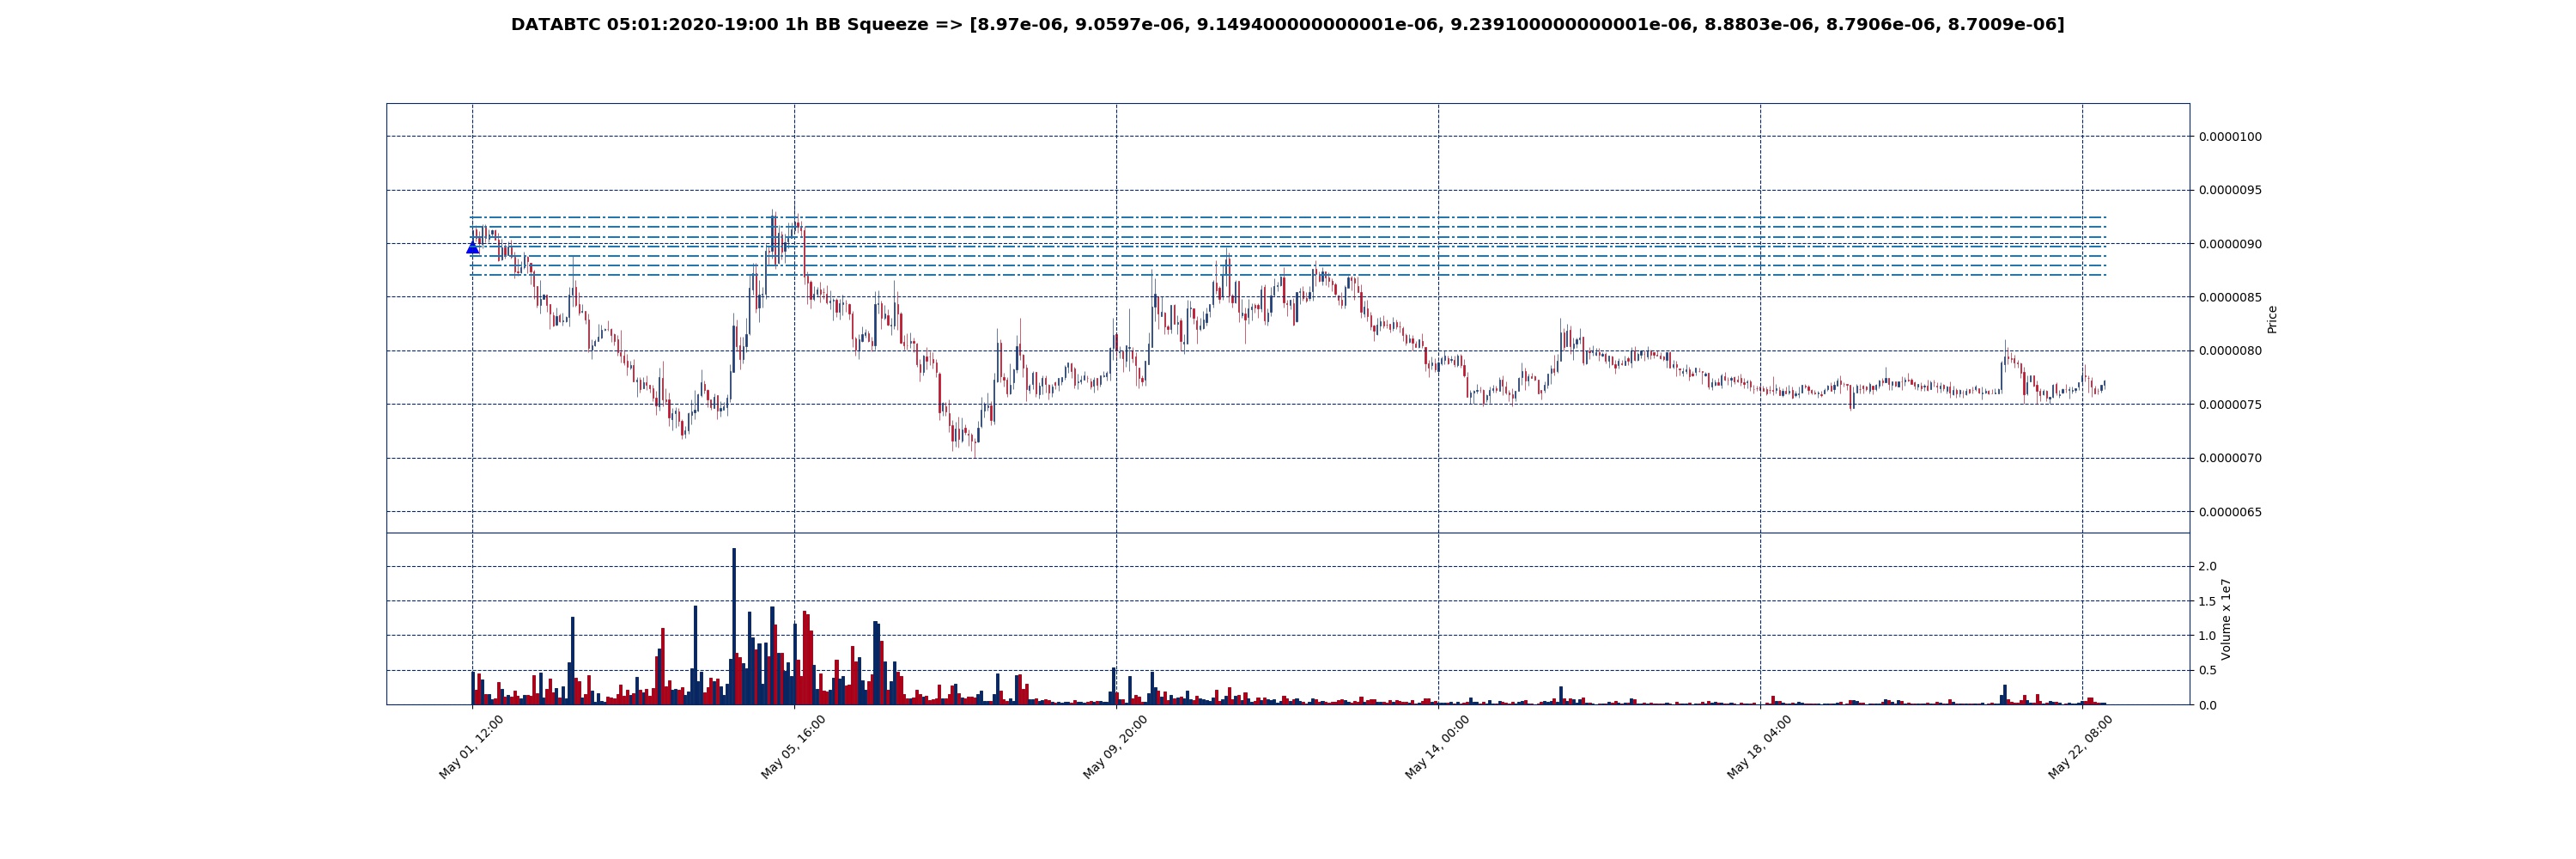 DATABTC 05:01:2020-19:00 1h BB Squeeze => [8.97e-06, 9.0597e-06, 9.149400000000001e-06, 9.239100000000001e-06, 8.8803e-06, 8.7906e-06, 8.7009e-06]
0.0000100
0.0000095
0.0000090
0.0000085
0.0000080
0.0000075
0.0000070
0.0000065
Price
2.0
1.5
1.0
0.5
0.0
Volume x 1e7
May 01, 12:00
May 05, 16:00
May 09, 20:00
May 14, 00:00
May 18, 04:00
May 22, 08:00